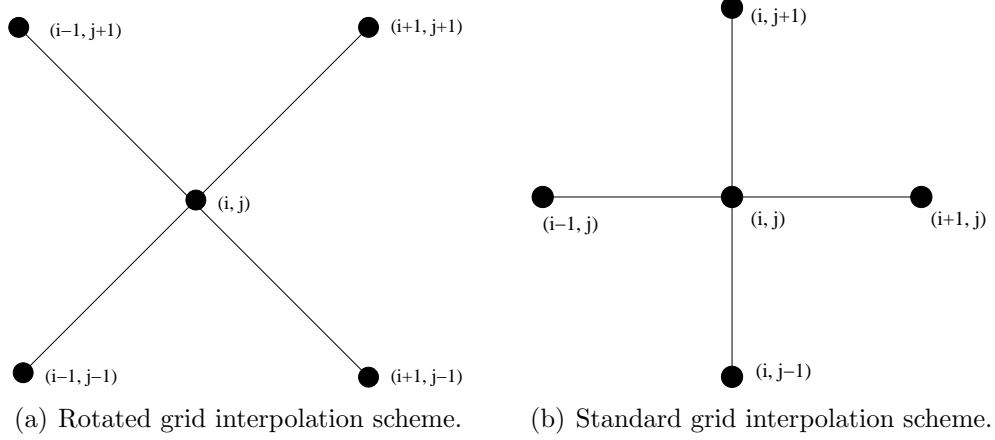 (i−1, j+1)
(i+1, j+1)
(i, j)
(i−1, j−1)
(i+1, j−1)
(a) Rotated grid interpolation scheme.
(i, j+1)
(i−1, j)
(i, j)
(i+1, j)
(i, j−1)
(b) Standard grid interpolation scheme.